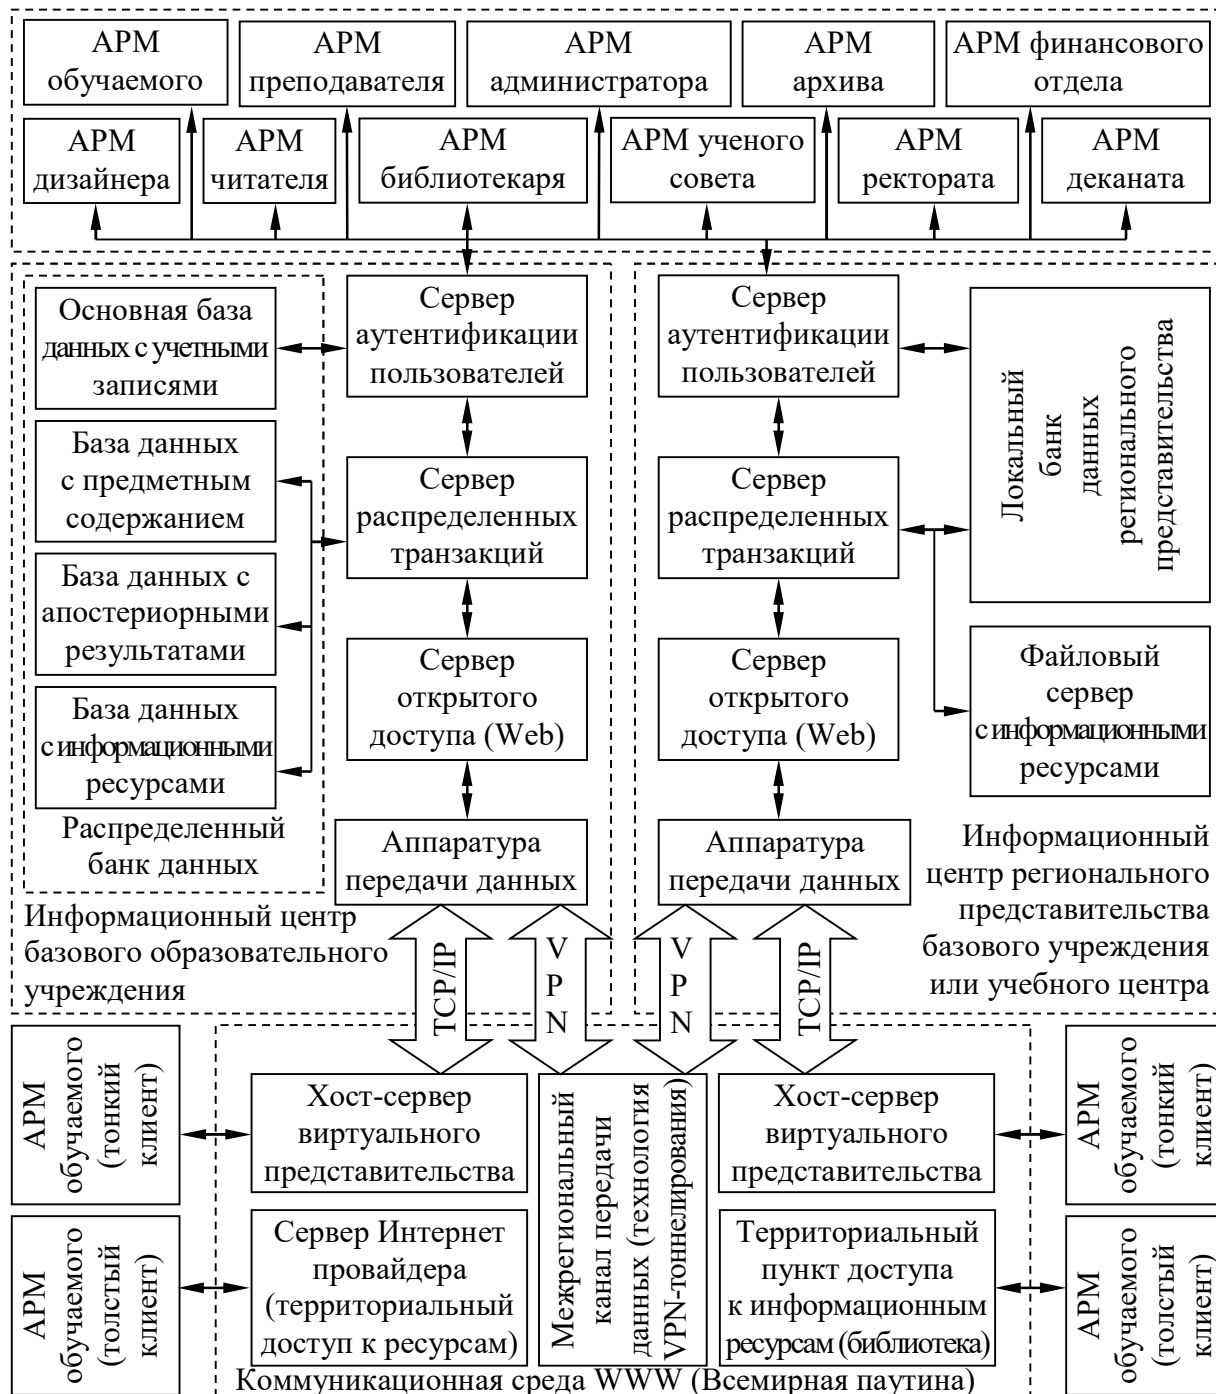 АРМ
обучаемого
АРМ
преподавателя
АРМ
администратора
АРМ
архива
АРМ финансового
отдела
АРМ
дизайнера
АРМ
читателя
АРМ
библиотекаря
АРМ ученого
совета
АРМ
ректората
АРМ
деканата
Основная база
данных с учетными
записями
База данных
с предметным
содержанием
База данных с
апостериорными
результатами
База данных
с информационными
ресурсами
Распределенный
банк данных
Сервер
аутентификации
пользователей
Сервер
распределенных
транзакций
Сервер
открытого
доступа (Web)
Аппаратура
передачи данных
Информационный центр
базового образовательного
учреждения
Сервер
аутентификации
пользователей
Сервер
распределенных
транзакций
Сервер
открытого
доступа (Web)
Аппаратура
передачи данных
Локальный
банк
данных
регионального
представительства
Файловый
сервер
с информационными
ресурсами
Информационный
центр регионального
представительства
базового учреждения
или учебного центра
TCP/IP
V
P
N
V
P
N
TCP/IP
АРМ
обучаемого
(тонкий
клиент)
АРМ
обучаемого
(толстый
клиент)
Хост-сервер
виртуального
представительства
Сервер Интернет
провайдера
(территориальный
доступ к ресурсам)
Межрегиональный
канал передачи
данных (технология
VPN-тоннелирования)
Хост-сервер
виртуального
представительства
Территориальный
пункт доступа
к информационным
ресурсам (библиотека)
АРМ
обучаемого
(тонкий
клиент)
АРМ
обучаемого
(толстый
клиент)
Коммуникационная среда WWW (Всемирная паутина)